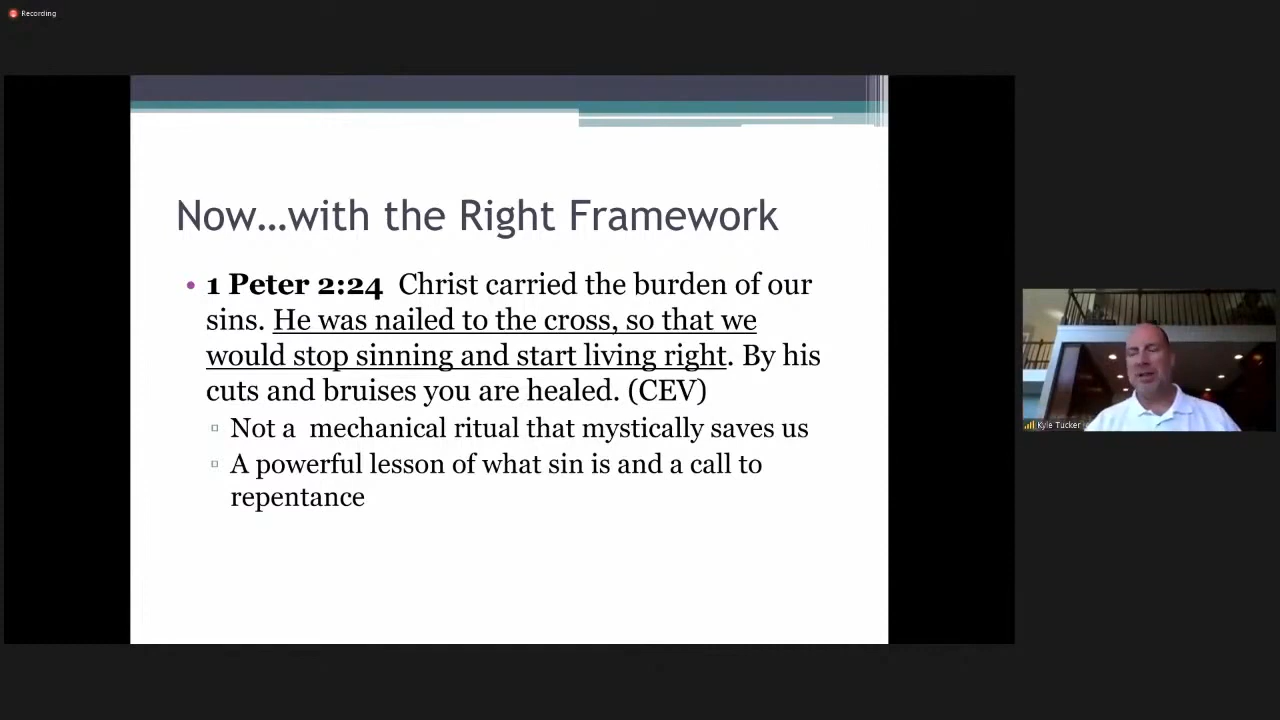 Recording
Now...with the Right Framework
• 1 Peter 2:24 Christ carried the burden of our
sins. He was nailed to the cross, so that we
would stop sinning and start living right. By his
cuts and bruises you are healed. (CEV)
▫ Not a mechanical ritual that mystically saves us
▫ A powerful lesson of what sin is and a call to
repentance
Kyle Tucker